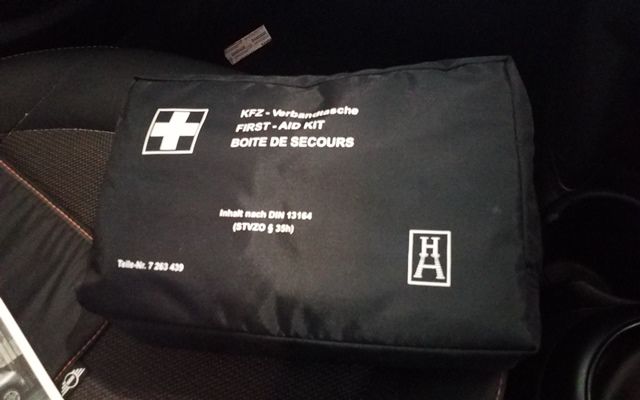 KFZ - Verbandtasche
FIRST - AID KIT
BOITE DE SECOURS
Inhalt nach DIN 13164
(STVZO § 35h)
Teile-Nr. 7 263 439
HA